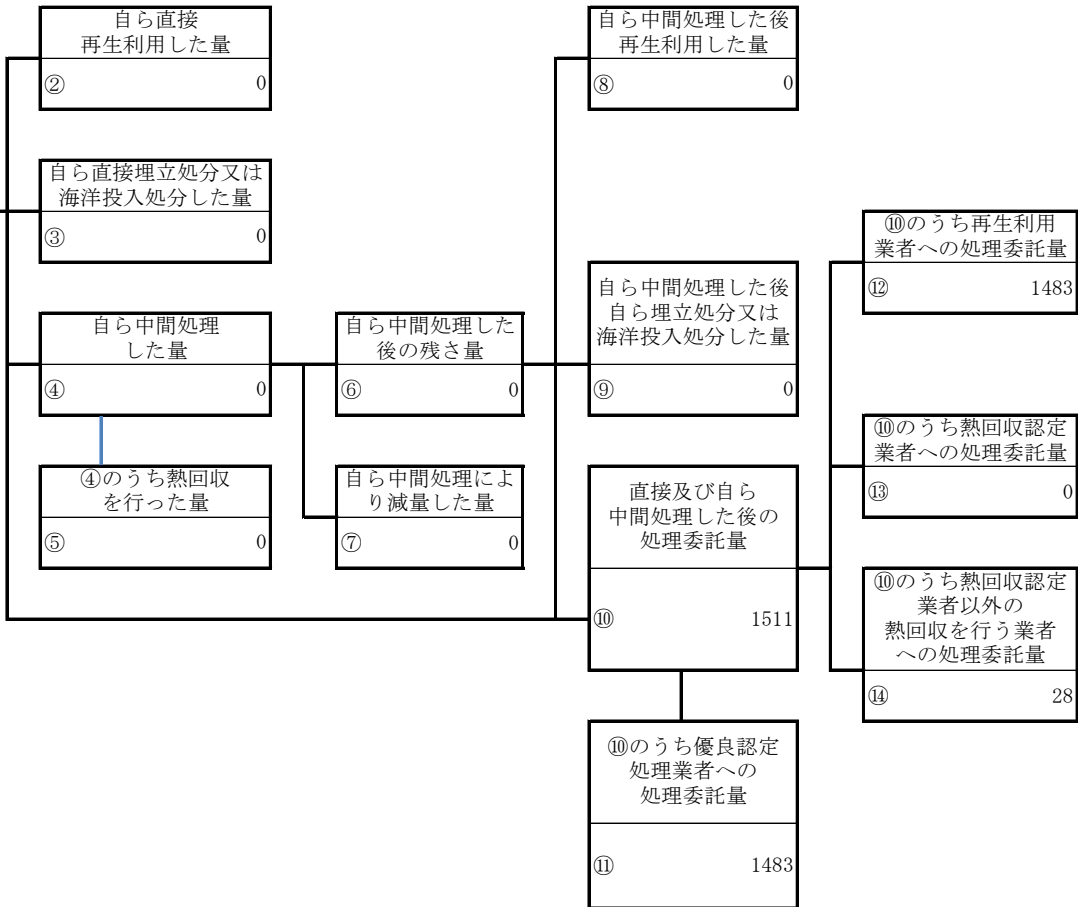 自ら直接
再生利用した量
② 0
自ら中間処理した後
再生利用した量
⑧ 0
自ら直接埋立処分又は
海洋投入処分した量
③ 0
⑩のうち再生利用
業者への処理委託量
⑫ 1483
自ら中間処理
した量
④ 0
自ら中間処理した
後の残さ量
⑥ 0
自ら中間処理した後
自ら埋立処分又は
海洋投入処分した量
⑨ 0
⑩のうち熱回収認定
業者への処理委託量
⑬ 0
④のうち熱回収
を行った量
⑤ 0
自ら中間処理によ
り減量した量
⑦ 0
直接及び自ら
中間処理した後の
処理委託量
⑩ 1511
⑩のうち熱回収認定
業者以外の
熱回収を行う業者
への処理委託量
⑭ 28
⑩のうち優良認定
処理業者への
処理委託量
⑪ 1483